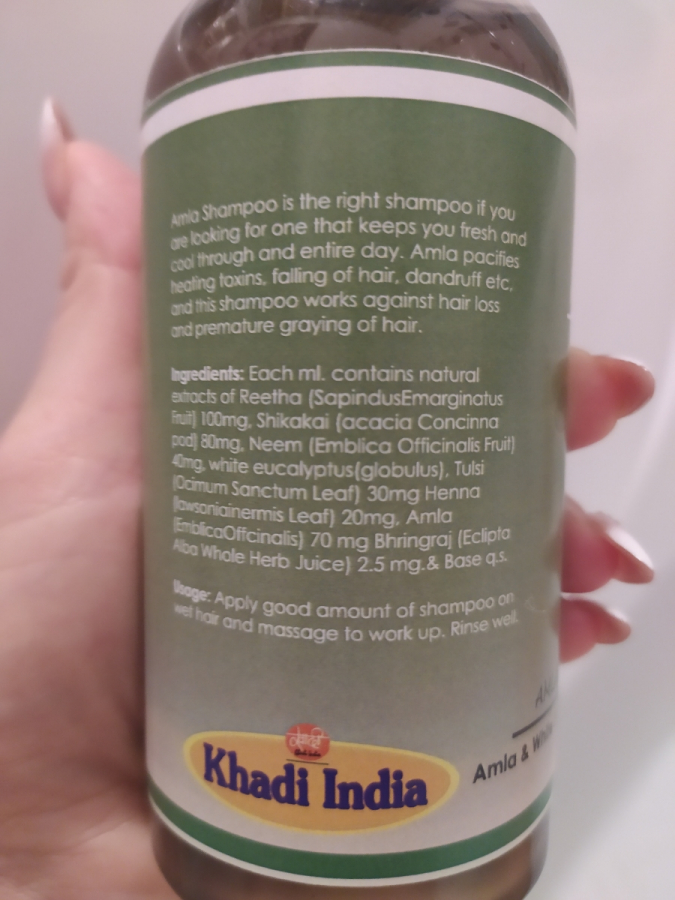 Amla Shampoo is the right shampoo if you
are looking for one that keeps you fresh and
cool through and entire day. Amla pacifies
heating toxins, falling of hair, dandruff etc,
and this shampoo works against hair loss
and premature graying of hair.
Ingredients: Each ml. contains natural
extracts of Reetha (SapindusEmarginatus
Fruit) 100mg, Shikakai (acacia Concinna
pod) 80mg, Neem (Emblica Officinalis Fruit)
40mg, white eucalyptus(globulus), Tulsi
(Ocimum Sanctum Leaf) 30mg Henna
(lawsoniainermis Leaf) 20mg, Amla
(EmblicaOffcinalis) 70 mg Bhringraj (Eclipta
Alba Whole Herb Juice) 2.5 mg.& Base q.s.
Usage: Apply good amount of shampoo on
wet hair and massage to work up. Rinse well.
Khadi India
Amla &